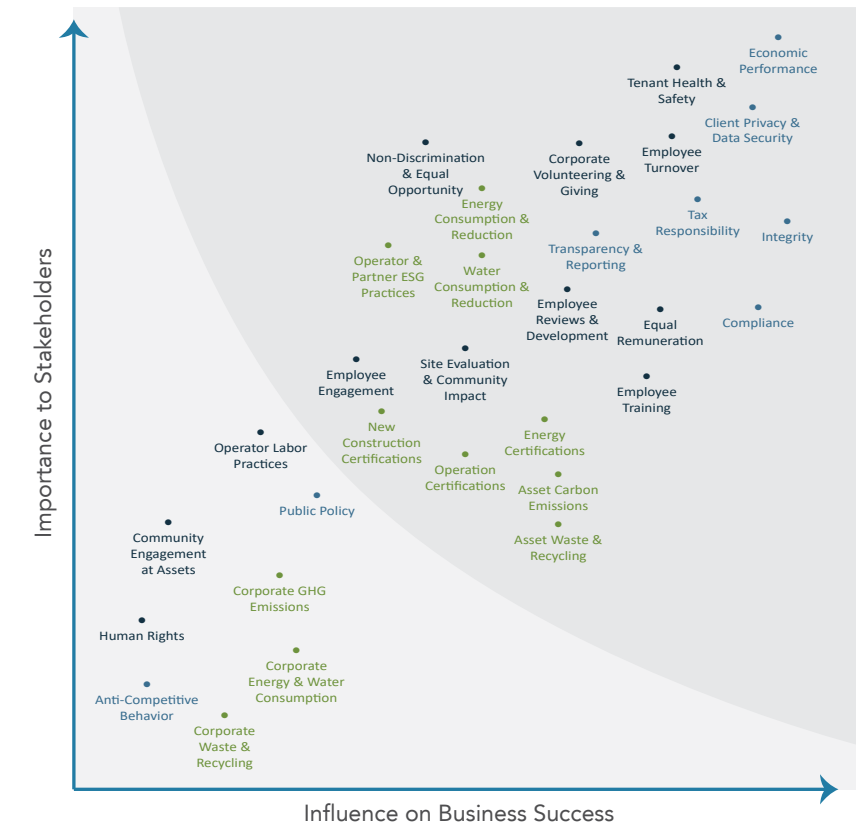 Economic
Performance
Tenant Health &
Safety
Client Privacy &
Data Security
Employee
Turnover
Non-Discrimination
& Equal
Opportunity
Corporate
Volunteering &
Giving
Energy
Consumption &
Reduction
Tax
Responsibility
Integrity
Transparency &
Reporting
Operator &
Partner ESG
Practices
Water
Consumption &
Reduction
Employee
Reviews &
Development
Equal
Remuneration
Compliance
Employee
Engagement
Site Evaluation
& Community
Impact
Employee
Training
New
Construction
Certifications
Energy
Certifications
Operator Labor
Practices
Operation
Certifications
Asset Carbon
Emissions
Public Policy
Community
Engagement
at Assets
Asset Waste &
Recycling
Corporate GHG
Emissions
Human Rights
Corporate
Energy & Water
Consumption
Anti-Competitive
Behavior
Corporate
Waste &
Recycling
Importance to Stakeholders
Influence on Business Success